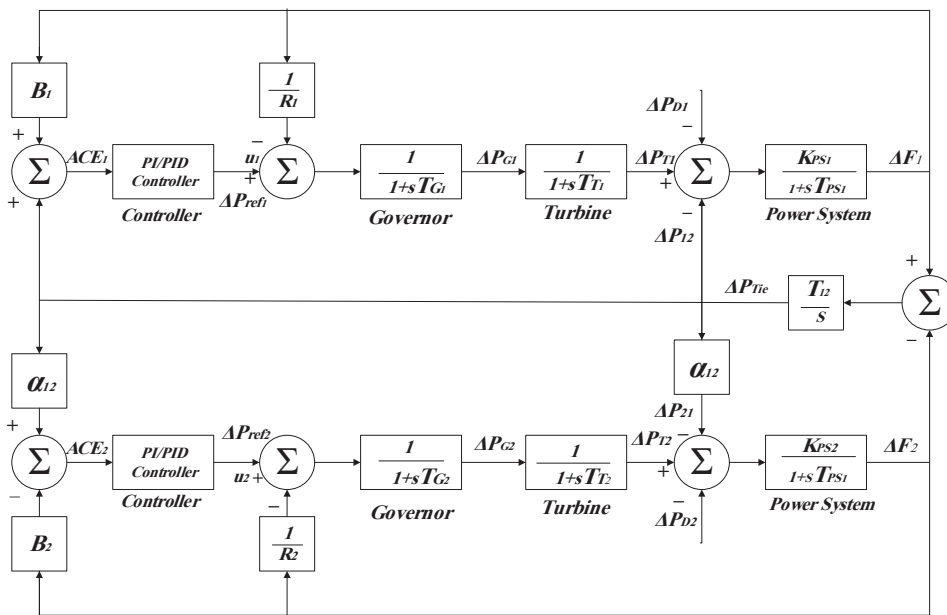 B1
1
R1
ΔPD1
−
+
ACE1
PI/PID
Controller
u1
−
+
ΔPref1
Σ
Σ
+
Controller
1
1+sTG1
Governor
ΔPG1
1
1+sTT1
Turbine
ΔPT1
+
Σ
−
ΔP12
KPS1
1+sTPS1
Power System
ΔF1
ΔPTie
T12
s
+
Σ
−
α12
α12
ΔP21
+
ACE2
PI/PID
Controller
ΔPref2
u2
+
Σ
Σ
−
Controller
−
1
1+sTG2
Governor
ΔPG2
1
1+sTT2
Turbine
ΔPT2
−
+
Σ
−
ΔPD2
KPS2
1+sTPS1
Power System
ΔF2
B2
1
R2